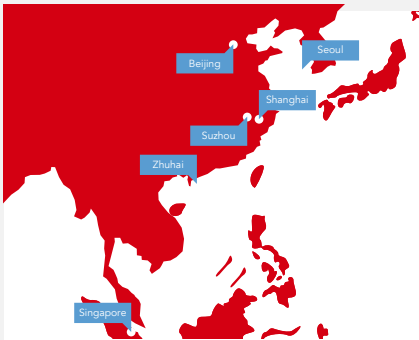 Seoul
Beijing
Shanghai
Suzhou
Zhuhai
Singapore